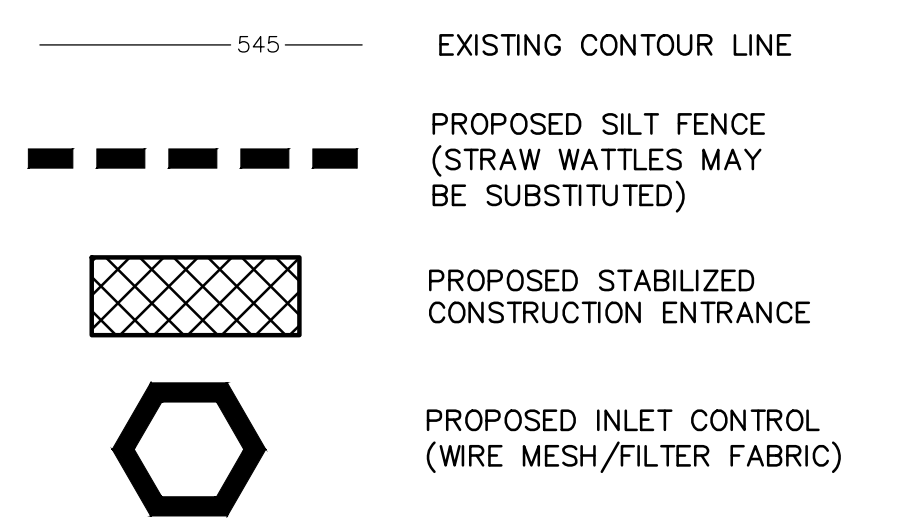 545 EXISTING CONTOUR LINE
PROPOSED SILT FENCE
(STRAW WATTLES MAY
BE SUBSTITUTED)
PROPOSED STABILIZED
CONSTRUCTION ENTRANCE
PROPOSED INLET CONTROL
(WIRE MESH/FILTER FABRIC)